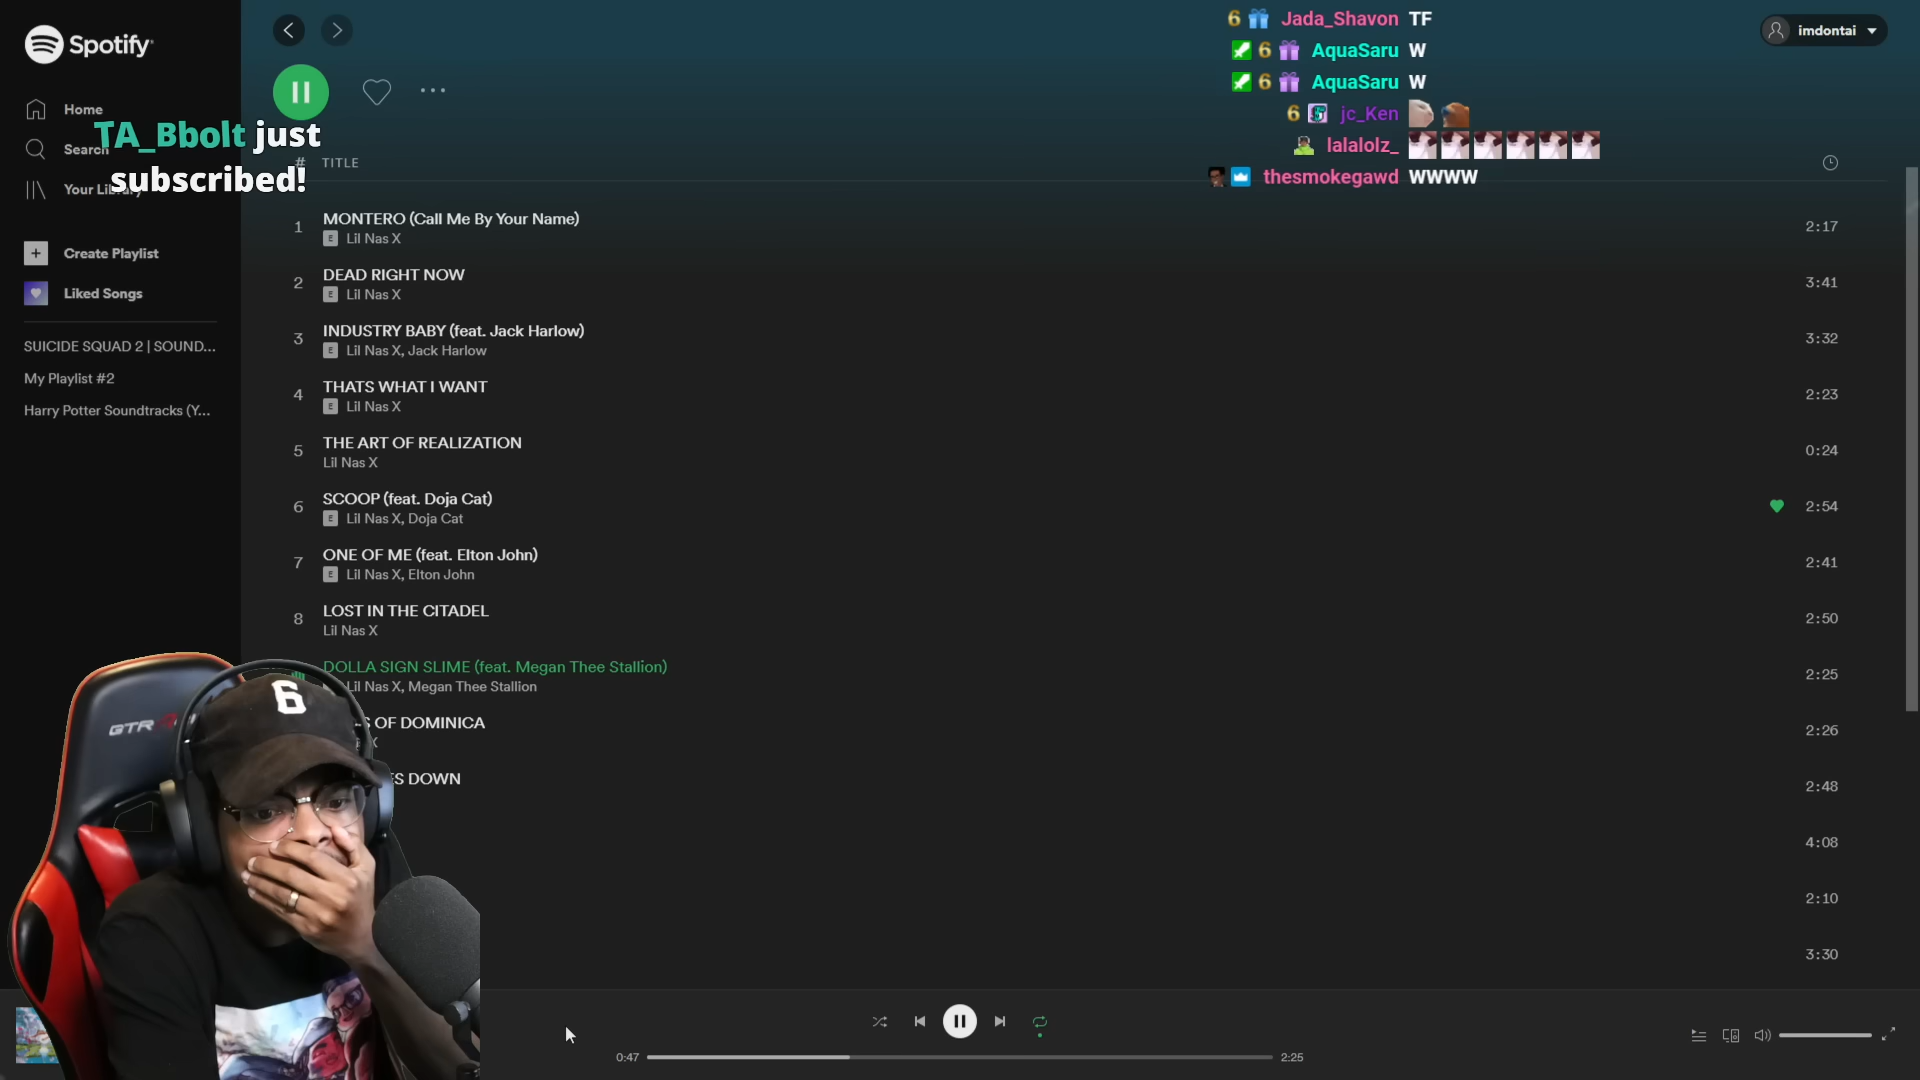 Spotify
Home
Search
Your
TA_Bbolt just
subscribed!
Create Playlist
Liked Songs
SUICIDE SQUAD 2 | SOUND...
My Playlist #2
Harry Potter Soundtracks (Y...
6 Jada_Shavon TF
6 AquaSaru W
6 AquaSaru W
6 jc_Ken
lalalolz_
thesmokegawd WWWW
imdontai
# TITLE
1 MONTERO (Call Me By Your Name) 2:17
E Lil Nas X
2 DEAD RIGHT NOW 3:41
E Lil Nas X
3 INDUSTRY BABY (feat. Jack Harlow) 3:32
E Lil Nas X, Jack Harlow
4 THATS WHAT I WANT 2:23
E Lil Nas X
5 THE ART OF REALIZATION 0:24
Lil Nas X
6 SCOOP (feat. Doja Cat) 2:54
E Lil Nas X, Doja Cat
7 ONE OF ME (feat. Elton John) 2:41
E Lil Nas X, Elton John
8 LOST IN THE CITADEL 2:50
Lil Nas X
DOLLA SIGN SLIME (feat. Megan Thee Stallion) 2:25
Lil Nas X, Megan Thee Stallion
OF DOMINICA 2:26
X
DOWN 2:48
4:08
2:10
3:30
GTR
6
0:47 2:25